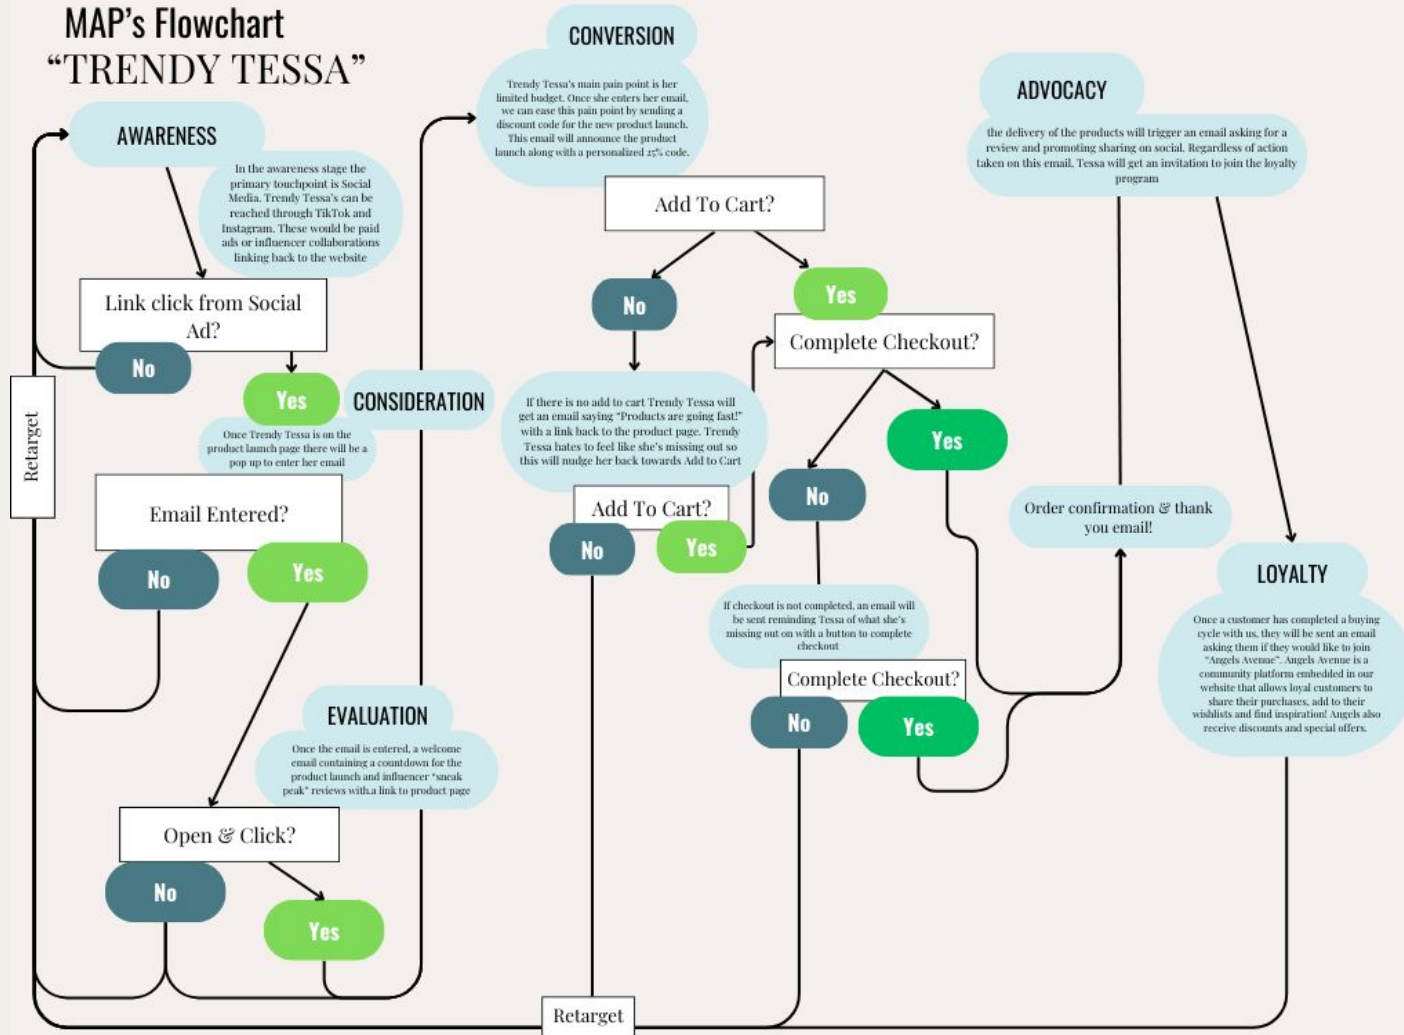 MAP's Flowchart
“TRENDY TESSA”
AWARENESS
In the awareness stage the
primary touchpoint is Social
Media. Trendy Tessa's can be
reached through TikTok and
Instagram. These would be paid
ads or influencer collaborations
linking back to the website
Link click from Social
Ad?
No
Yes
Retarget
CONSIDERATION
Once Trendy Tessa is on the
product launch page there will be a
pop up to enter her email
Email Entered?
No
Yes
EVALUATION
Once the email is entered, a welcome
email containing a countdown for the
product launch and influencer “sneak
peak” reviews with.a link to product page
Open & Click?
No
Yes
CONVERSION
Trendy Tessa's main pain point is her
limited budget. Once she enters her email,
we can ease this pain point by sending a
discount code for the new product launch.
This email will announce the product
launch along with a personalized 25% code.
Add To Cart?
No
Yes
Complete Checkout?
If there is no add to cart Trendy Tessa will
get an email saying “Products are going fast!”
with a link back to the product page. Trendy
Tessa hates to feel like she's missing out so
this will nudge her back towards Add to Cart
Add To Cart?
No
Yes
No
Yes
If checkout is not completed, an email will
be sent reminding Tessa of what she's
missing out on with a button to complete
checkout
Complete Checkout?
No
Yes
Retarget
ADVOCACY
the delivery of the products will trigger an email asking for a
review and promoting sharing on social. Regardless of action
taken on this email, Tessa will get an invitation to join the loyalty
program
Order confirmation & thank
you email!
LOYALTY
Once a customer has completed a buying
cycle with us, they will be sent an email
asking them if they would like to join
“Angels Avenue”. Angels Avenue is a
community platform embedded in our
website that allows loyal customers to
share their purchases, add to their
wishlists and find inspiration! Angels also
receive discounts and special offers.